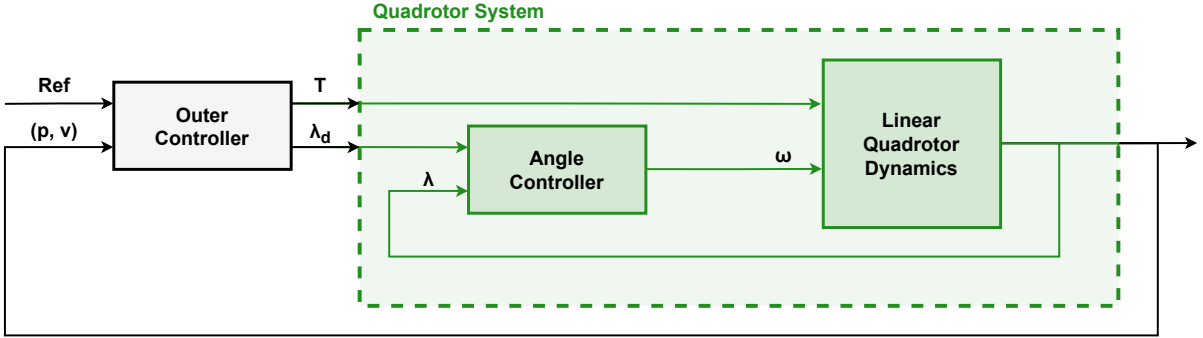 Quadrotor System
Ref
(p, v)
Outer
Controller
T
λd
Angle
Controller
λ
ω
Linear
Quadrotor
Dynamics